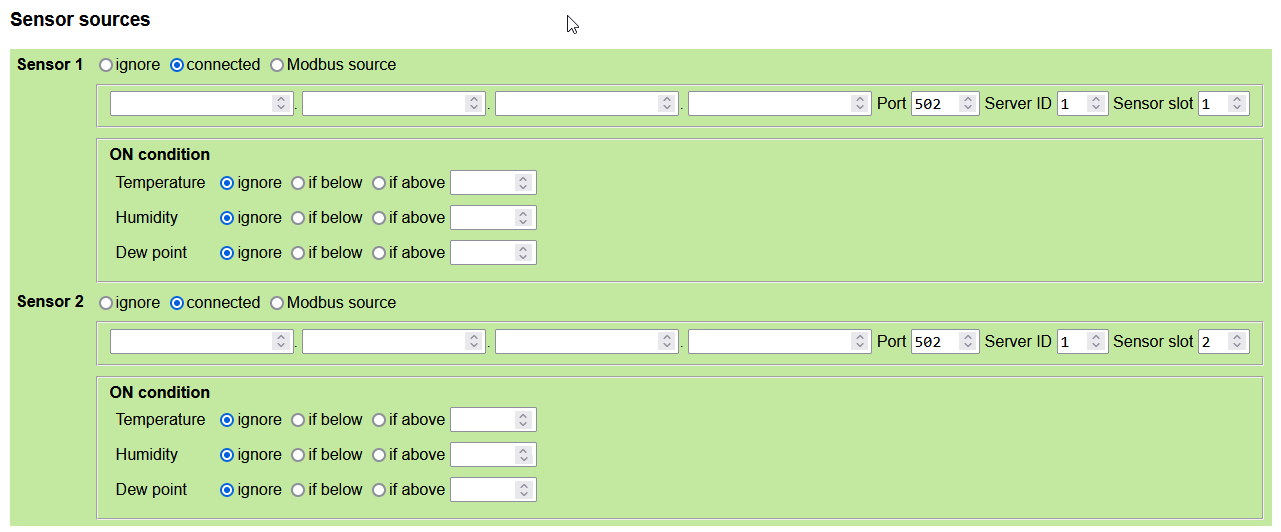 Sensor sources
Sensor 1 ignore connected Modbus source
. . . Port 502 Server ID 1 Sensor slot 1
ON condition
Temperature ignore if below if above
Humidity ignore if below if above
Dew point ignore if below if above
Sensor 2 ignore connected Modbus source
. . . Port 502 Server ID 1 Sensor slot 2
ON condition
Temperature ignore if below if above
Humidity ignore if below if above
Dew point ignore if below if above